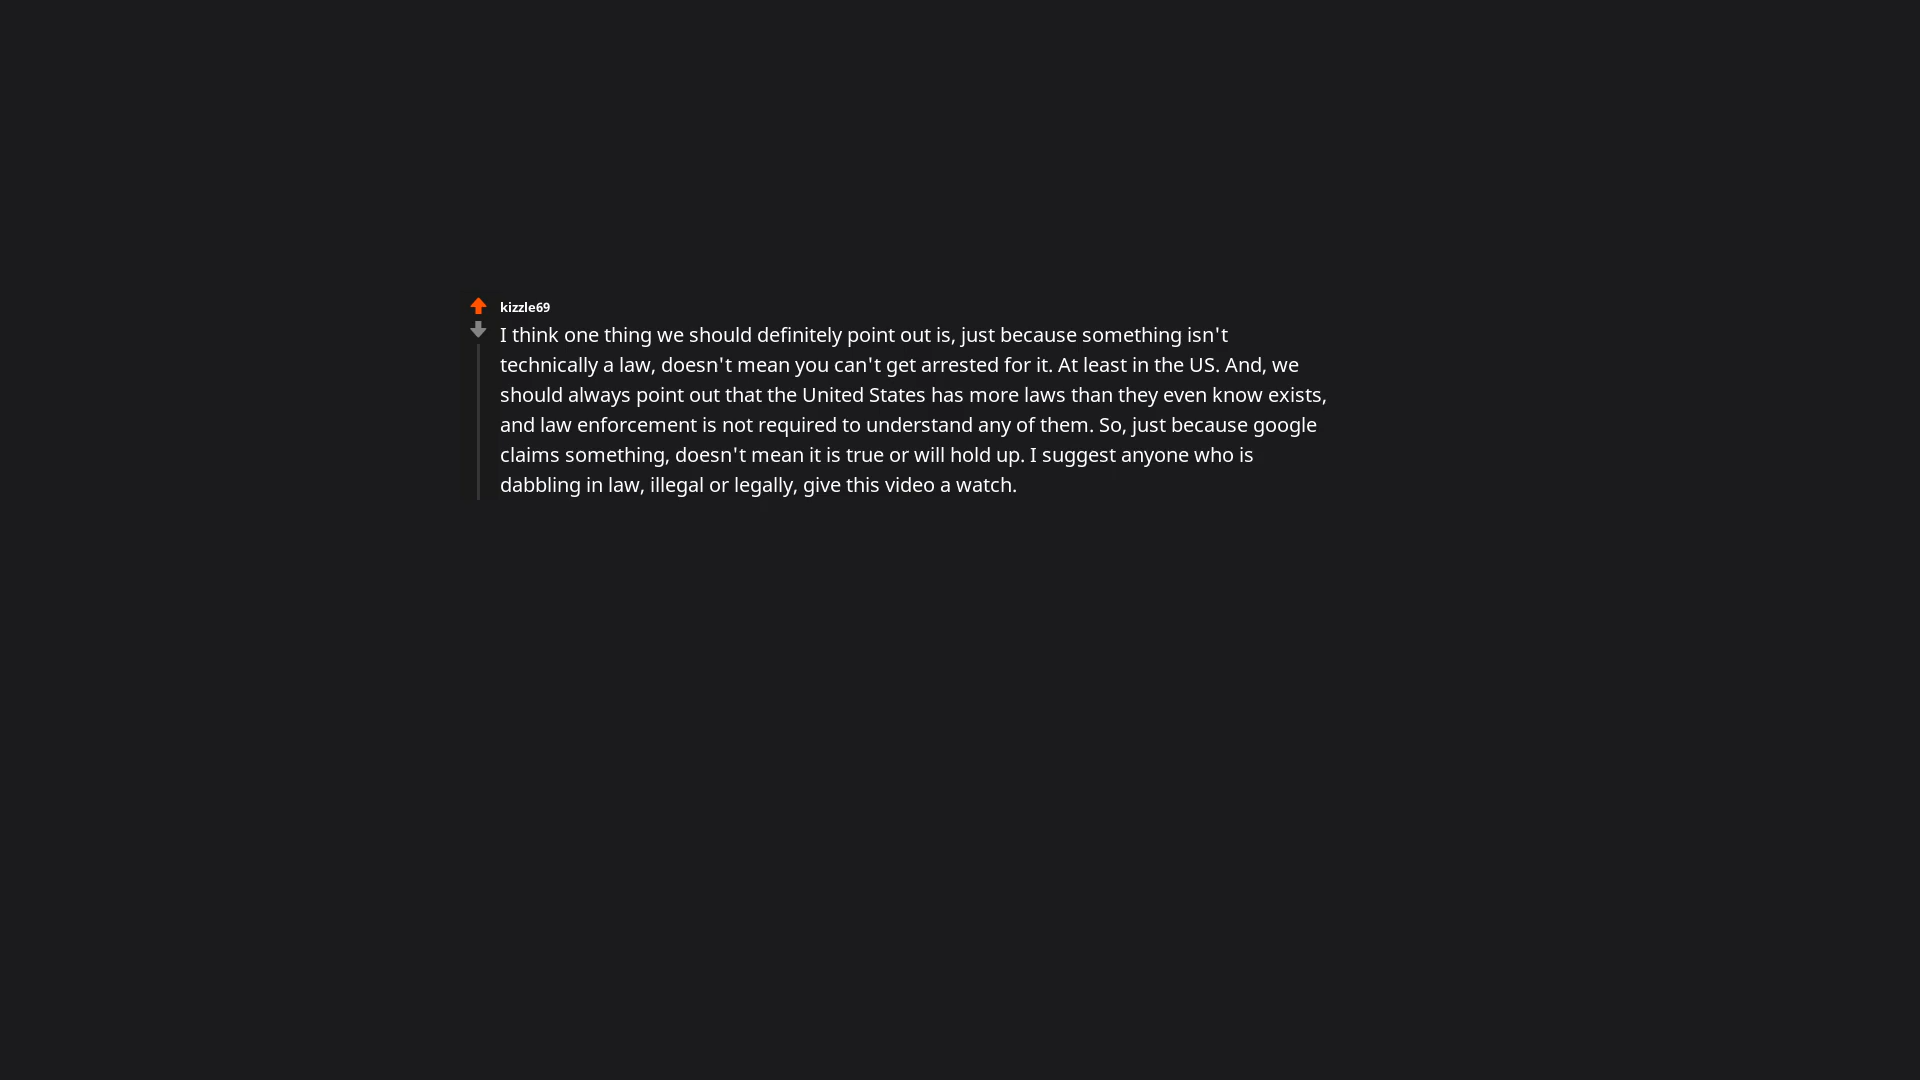 kizzle69
I think one thing we should definitely point out is, just because something isn't
technically a law, doesn't mean you can't get arrested for it. At least in the US. And, we
should always point out that the United States has more laws than they even know exists,
and law enforcement is not required to understand any of them. So, just because google
claims something, doesn't mean it is true or will hold up. I suggest anyone who is
dabbling in law, illegal or legally, give this video a watch.